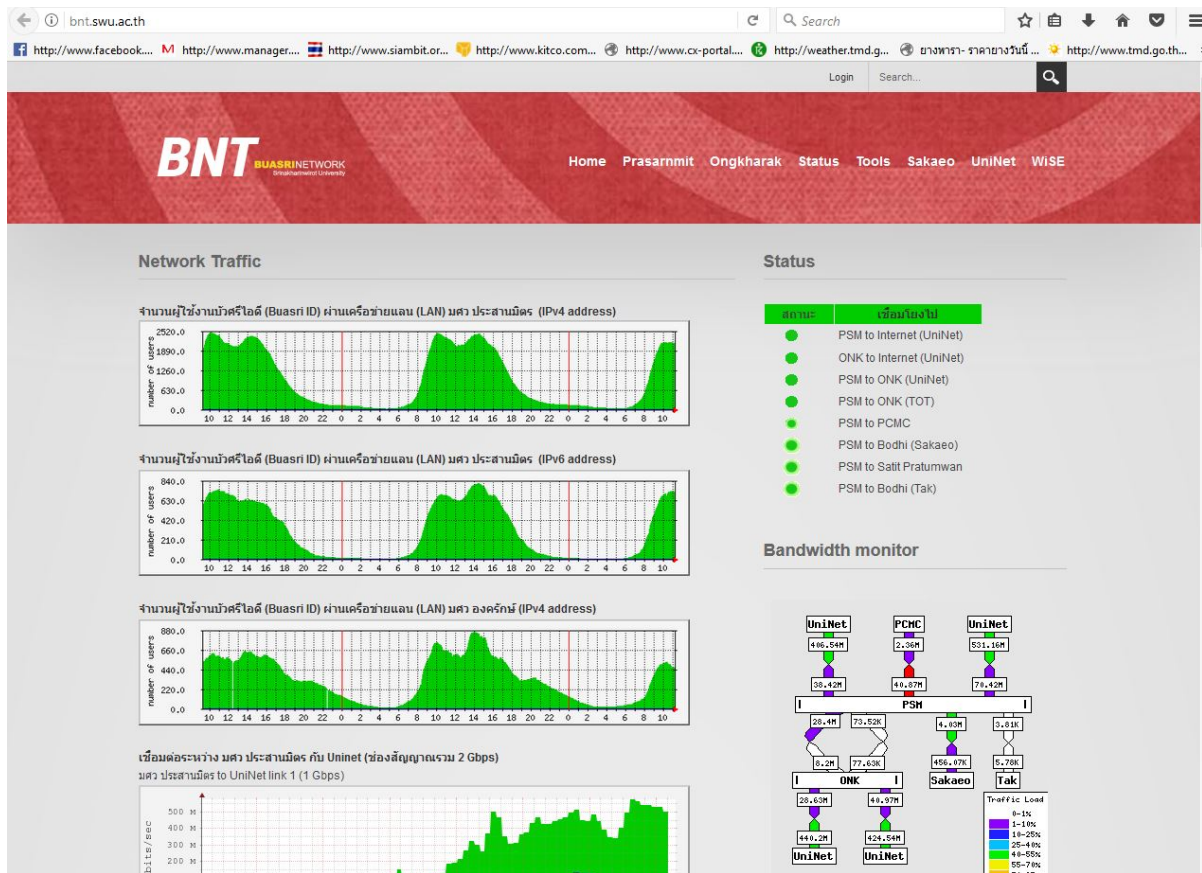 bnt.swu.ac.th
Search
http://www.facebook.... M http://www.manager.... http://www.siambit.or... http://www.kitco.com... http://www.cx-portal.... http://weather.tmd.g... ยางพารา- ราคายางวันนี้ ... http://www.tmd.go.th...
Login Search...
BNT BUASRINETWORK
Srinakharinwirot University
Home Prasarnmit Ongkharak Status Tools Sakaeo UniNet WiSE
Network Traffic
จำนวนผู้ใช้งานบัวศรีไอดี (Buasri ID) ผ่านเครือข่ายแลน (LAN) มศว ประสานมิตร (IPv4 address)
number of users
2520.0
1890.0
1260.0
630.0
0.0
10 12 14 16 18 20 22 0 2 4 6 8 10 12 14 16 18 20 22 0 2 4 6 8 10
จำนวนผู้ใช้งานบัวศรีไอดี (Buasri ID) ผ่านเครือข่ายแลน (LAN) มศว ประสานมิตร (IPv6 address)
number of users
840.0
630.0
420.0
210.0
0.0
10 12 14 16 18 20 22 0 2 4 6 8 10 12 14 16 18 20 22 0 2 4 6 8 10
จำนวนผู้ใช้งานบัวศรีไอดี (Buasri ID) ผ่านเครือข่ายแลน (LAN) มศว องครักษ์ (IPv4 address)
number of users
880.0
660.0
440.0
220.0
0.0
10 12 14 16 18 20 22 0 2 4 6 8 10 12 14 16 18 20 22 0 2 4 6 8 10
เชื่อมต่อระหว่าง มศว ประสานมิตร กับ Uninet (ช่องสัญญาณรวม 2 Gbps)
มศว ประสานมิตร to UniNet link 1 (1 Gbps)
bits/sec
500 M
400 M
300 M
200 M
Status
สถานะ เชื่อมโยงไป
PSM to Internet (UniNet)
ONK to Internet (UniNet)
PSM to ONK (UniNet)
PSM to ONK (TOT)
PSM to PCMC
PSM to Bodhi (Sakaeo)
PSM to Satit Pratumwan
PSM to Bodhi (Tak)
Bandwidth monitor
UniNet PCMC UniNet
406.54M 2.36M 531.16M
38.42M 40.87M 70.42M
PSM
28.4M 73.52K 4.03M 3.81K
8.2M 77.63K 456.07K 5.78K
ONK Sakaeo Tak
28.63M 40.97M
440.2M 424.54M
UniNet UniNet
Traffic Load
0-1%
1-10%
10-25%
25-40%
40-55%
55-70%